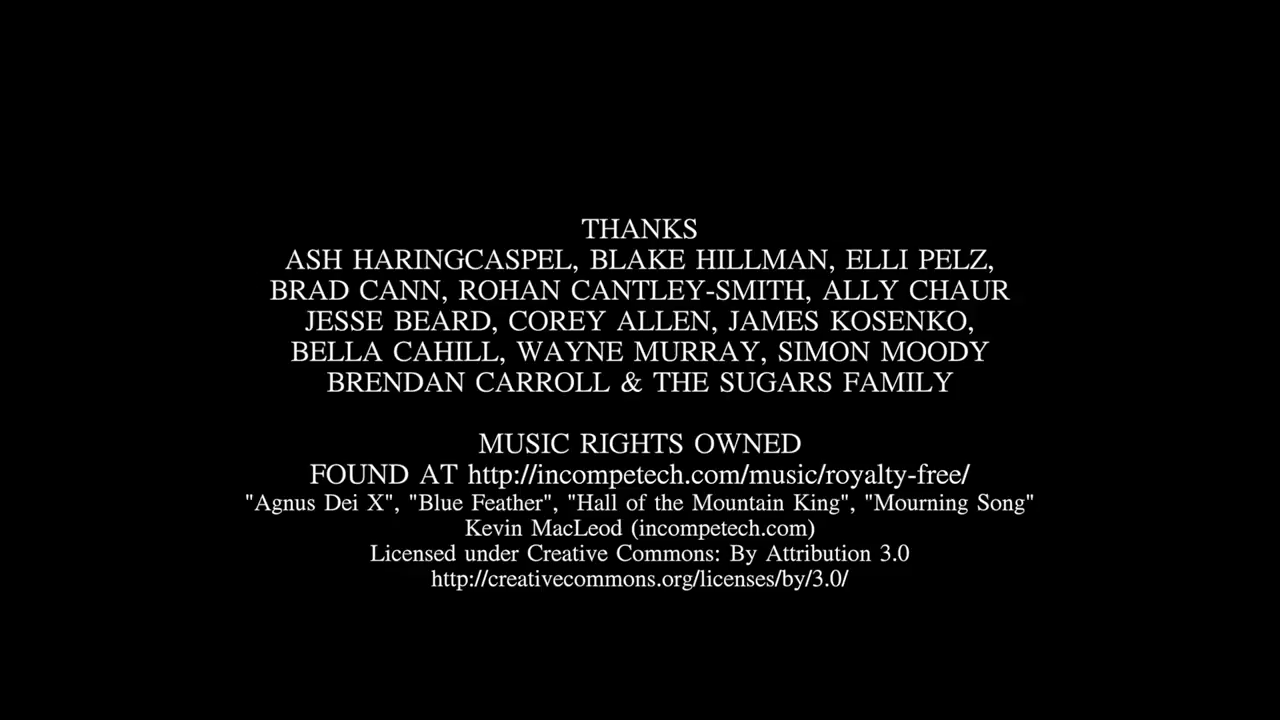 THANKS
ASH HARINGCASPEL, BLAKE HILLMAN, ELLI PELZ,
BRAD CANN, ROHAN CANTLEY-SMITH, ALLY CHAUR
JESSE BEARD, COREY ALLEN, JAMES KOSENKO,
BELLA CAHILL, WAYNE MURRAY, SIMON MOODY
BRENDAN CARROLL & THE SUGARS FAMILY
MUSIC RIGHTS OWNED
FOUND AT http://incompetech.com/music/royalty-free/
"Agnus Dei X", "Blue Feather", "Hall of the Mountain King", "Mourning Song"
Kevin MacLeod (incompetech.com)
Licensed under Creative Commons: By Attribution 3.0
http://creativecommons.org/licenses/by/3.0/